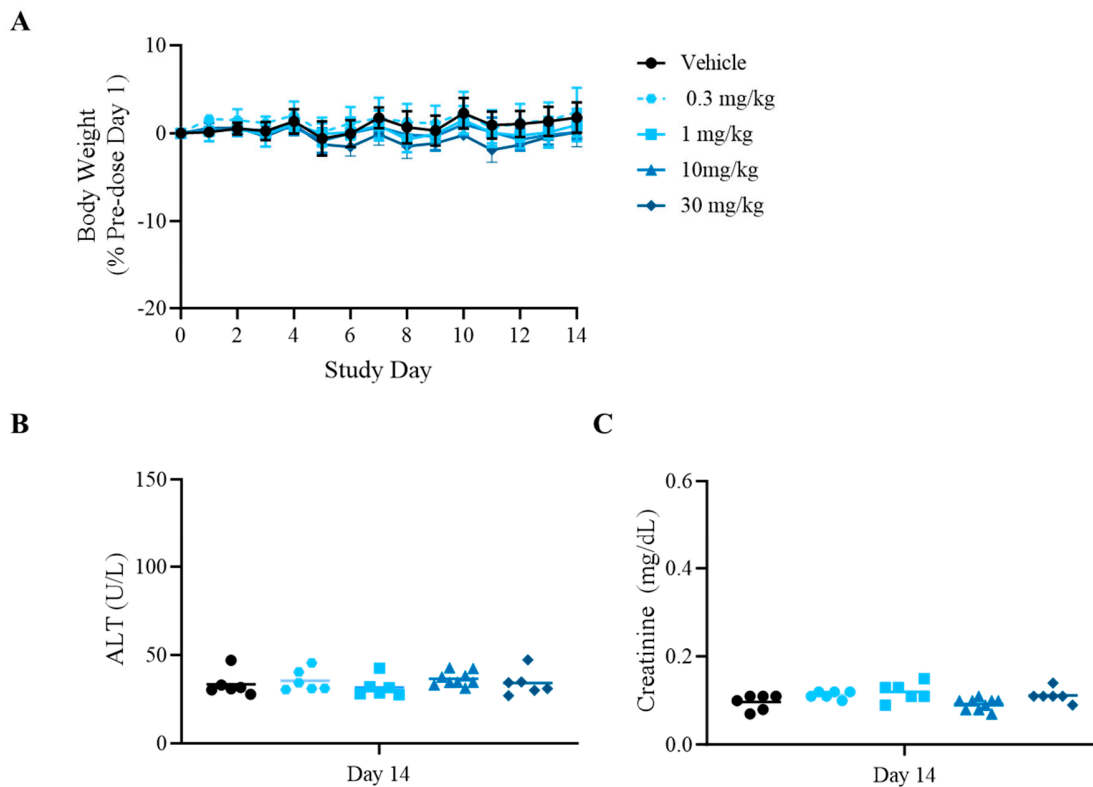 A
Body Weight
(% Pre-dose Day 1)
10
0
-10
-20
0 2 4 6 8 10 12 14
Study Day
Vehicle
0.3 mg/kg
1 mg/kg
10mg/kg
30 mg/kg
B
ALT (U/L)
150
100
50
0
Day 14
C
Creatinine (mg/dL)
0.6
0.4
0.2
0.0
Day 14